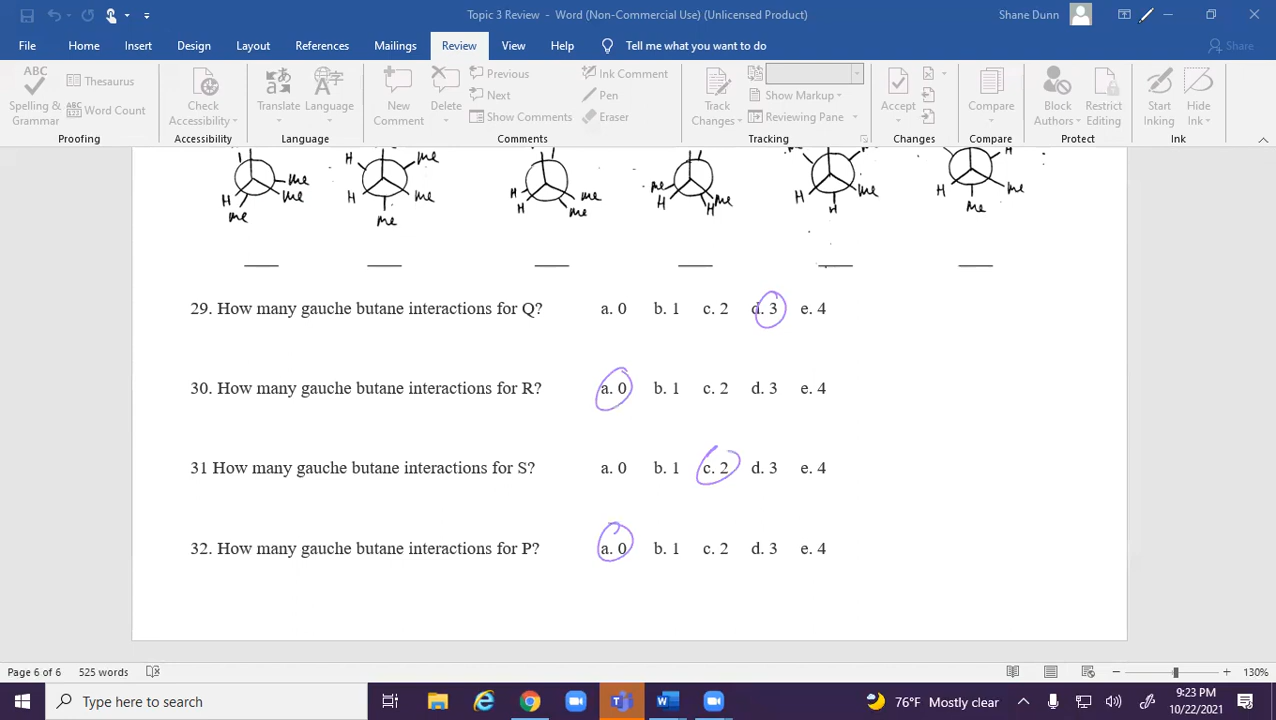 Topic 3 Review - Word (Non-Commercial Use) (Unlicensed Product)
Shane Dunn
File Home Insert Design Layout References Mailings Review View Help Tell me what you want to do Share
ABC Spelling & Grammar
Thesaurus
ABC 123 Word Count
Proofing
Check Accessibility
Accessibility
Translate
Language
Language
New Comment
Delete
Previous
Next
Show Comments
Comments
Ink Comment
Pen
Eraser
Track Changes
Show Markup
Reviewing Pane
Tracking
Accept
Changes
Compare
Compare
Block Authors
Restrict Editing
Protect
Start Inking
Hide Ink
Ink
H me me H me
me me H H
me me H me me
H H me me
me H H me
me H H
H H me me
29. How many gauche butane interactions for Q? a. 0 b. 1 c. 2 d. 3 e. 4
30. How many gauche butane interactions for R? a. 0 b. 1 c. 2 d. 3 e. 4
31 How many gauche butane interactions for S? a. 0 b. 1 c. 2 d. 3 e. 4
32. How many gauche butane interactions for P? a. 0 b. 1 c. 2 d. 3 e. 4
Page 6 of 6 525 words
130%
Type here to search
76°F Mostly clear
9:23 PM
10/22/2021